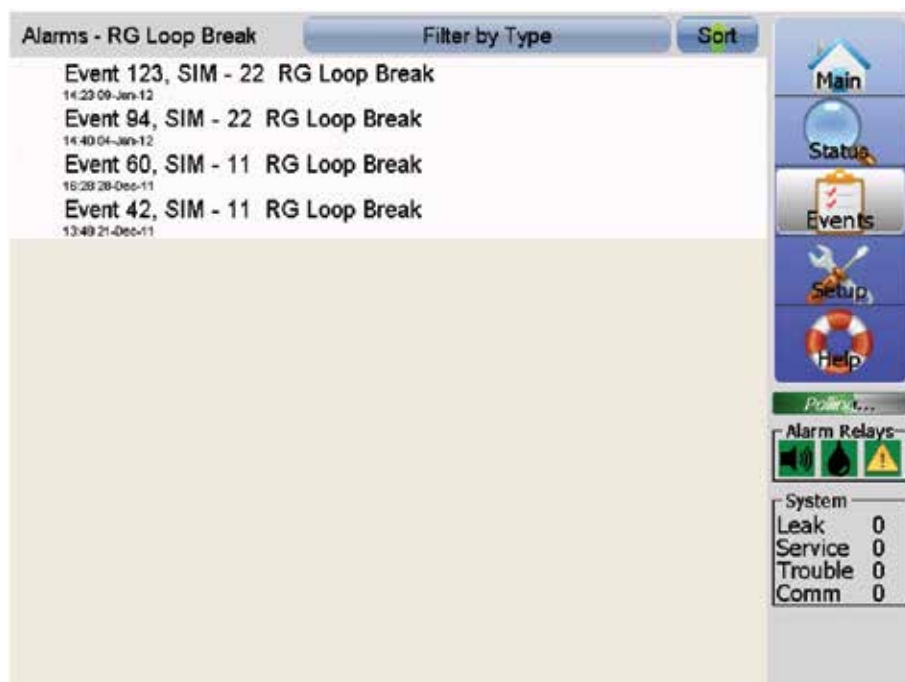 Alarms - RG Loop Break
Filter by Type
Sort
Event 123, SIM - 22 RG Loop Break
14:23 09-Jan-12
Event 94, SIM - 22 RG Loop Break
14:40 04-Jan-12
Event 60, SIM - 11 RG Loop Break
16:28 28-Dec-11
Event 42, SIM - 11 RG Loop Break
13:49 21-Dec-11
Main
Status
Events
Setup
Help
Polling...
Alarm Relays
System
Leak 0
Service 0
Trouble 0
Comm 0